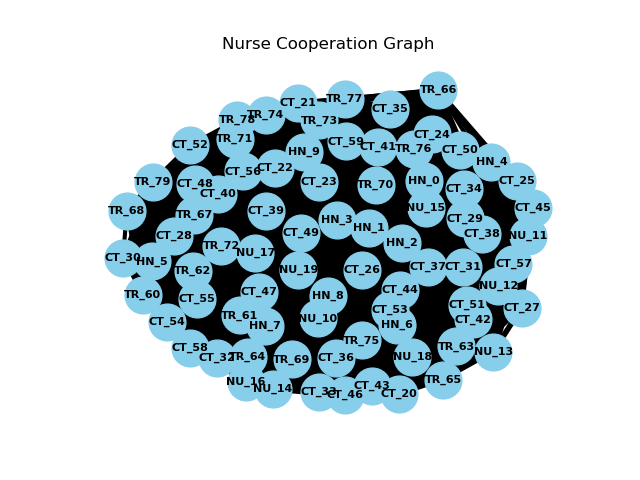 Nurse Cooperation Graph
TR_66
CT_21
TR_77
CT_35
TR_78
TR_74
TR_73
CT_24
TR_71
CT_52
CT_59
CT_41
TR_76
CT_50
HN_9
HN_4
CT_56
CT_22
TR_79
CT_48
CT_40
CT_23
TR_70
HN_0
CT_34
CT_25
TR_68
TR_67
CT_39
NU_15
CT_45
HN_3
HN_1
CT_29
CT_28
CT_49
CT_38
NU_11
TR_72
NU_17
HN_2
CT_30
HN_5
TR_62
NU_19
CT_26
CT_37
CT_31
CT_57
TR_60
CT_55
CT_47
HN_8
CT_44
NU_12
CT_54
TR_61
HN_7
NU_10
CT_53
HN_6
CT_51
CT_42
CT_27
CT_58
CT_32
TR_64
TR_69
CT_36
TR_75
NU_18
TR_63
NU_13
NU_16
NU_14
CT_33
CT_46
CT_43
CT_20
TR_65